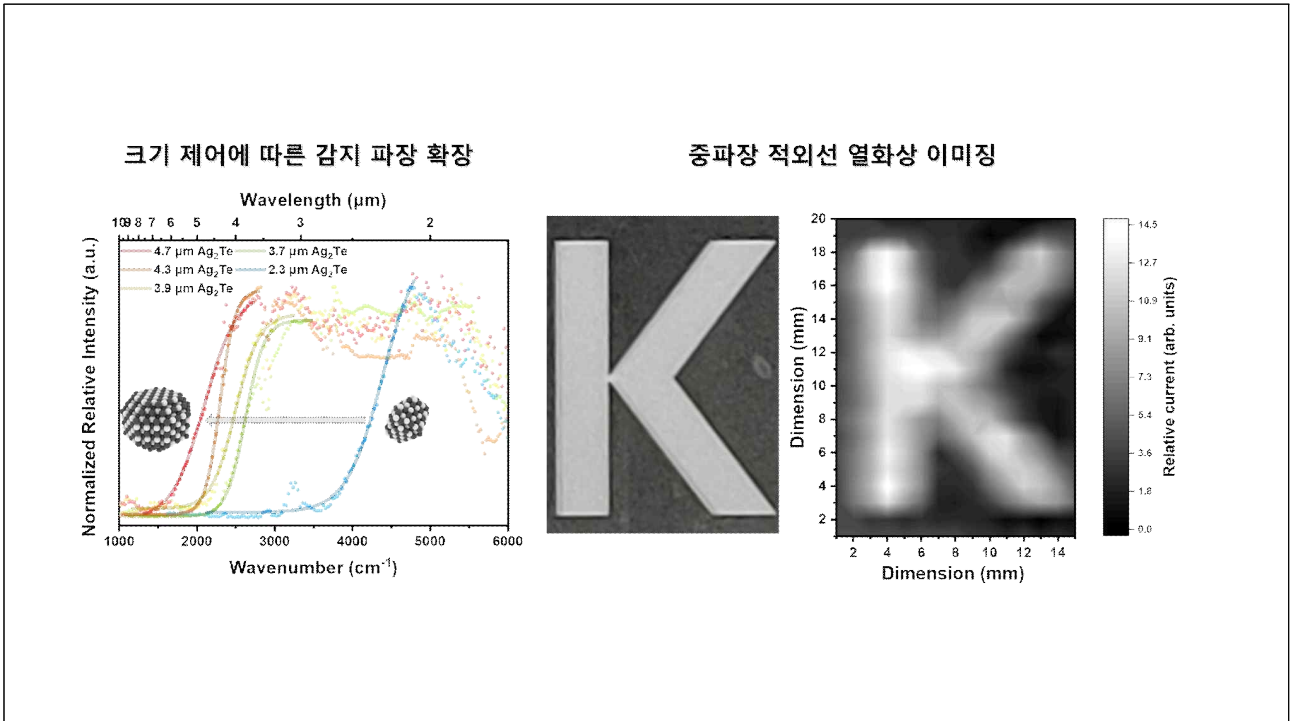 크기 제어에 따른 감지 파장 확장
Wavelength (μm)
10 9 8 7 6 5 4 3 2
4.7 μm Ag₂Te
3.7 μm Ag₂Te
4.3 μm Ag₂Te
2.3 μm Ag₂Te
3.9 μm Ag₂Te
Normalized Relative Intensity (a.u.)
1000 2000 3000 4000 5000 6000
Wavenumber (cm⁻¹)
중파장 적외선 열화상 이미징
K
20
18
16
14
12
10
8
6
4
2
Dimension (mm)
2 4 6 8 10 12 14
Dimension (mm)
14.5
12.7
10.9
9.1
7.3
5.4
3.6
1.8
0.0
Relative current (arb. units)